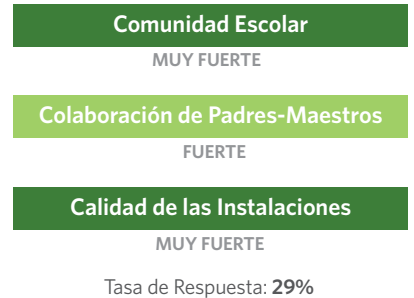 Comunidad Escolar
MUY FUERTE
Colaboración de Padres-Maestros
FUERTE
Calidad de las Instalaciones
MUY FUERTE
Tasa de Respuesta: 29%